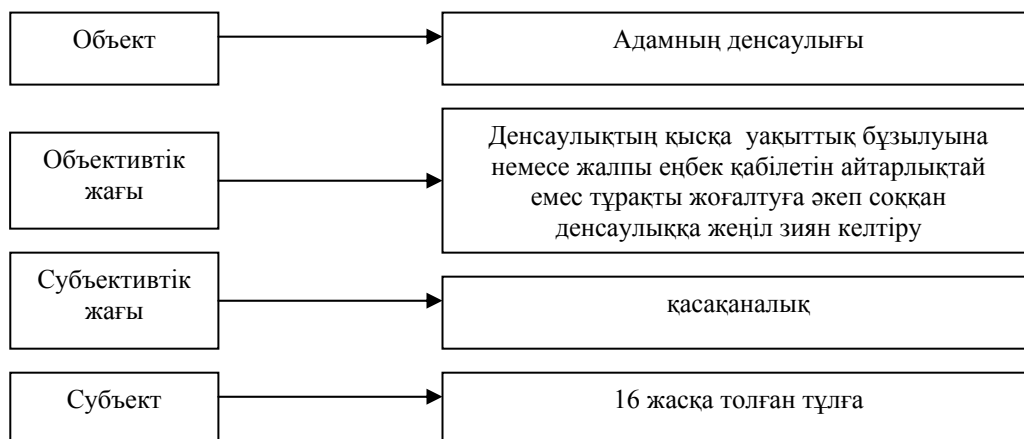 Объект
Адамның денсаулығы
Объективтік
жағы
Денсаулықтың қысқа уақыттық бұзылуына
немесе жалпы еңбек қабілетін айтарлықтай
емес тұрақты жоғалтуға әкеп соққан
денсаулыққа жеңіл зиян келтіру
Субъективтік
жағы
қасақаналық
Субъект
16 жасқа толған тұлға